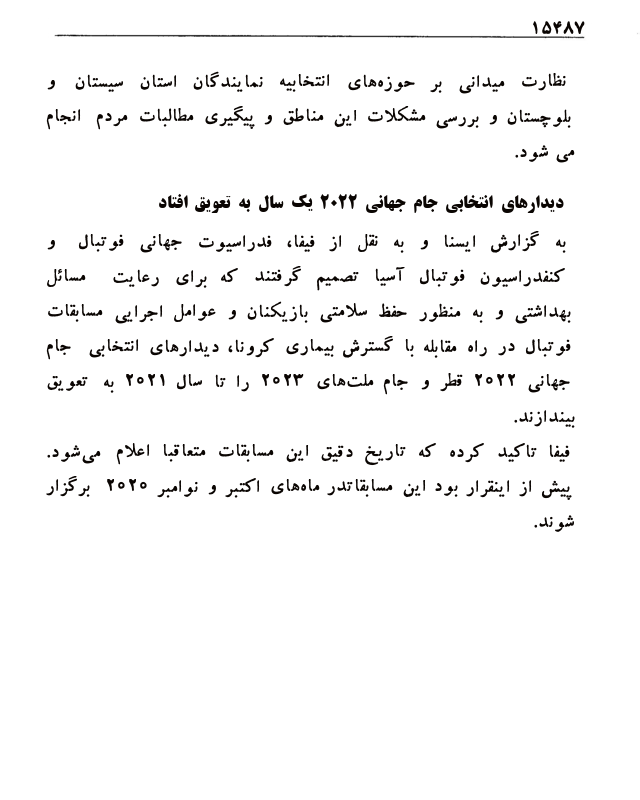 ۱۵۴۸۷
نظارت میدانی بر حوزه‌های انتخابیه نمایندگان استان سیستان و
بلوچستان و بررسی مشکلات این مناطق و پیگیری مطالبات مردم انجام
می شود.
دیدارهای انتخابی جام جهانی ۲۰۲۲ یک سال به تعویق افتاد
به گزارش ایسنا و به نقل از فیفا، فدراسیوت جهانی فوتبال و
کنفدراسیون فوتبال آسیا تصمیم گرفتند که برای رعایت مسائل
بهداشتی و به منظور حفظ سلامتی بازیکنان و عوامل اجرایی مسابقات
فوتبال در راه مقابله با گسترش بیماری کرونا، دیدارهای انتخابی جام
جهانی ۲۰۲۲ قطر و جام ملت‌های ۲۰۲۳ را تا سال ۲۰۲۱ به تعویق
بیندازند.
فیفا تاکید کرده که تاریخ دقیق این مسابقات متعاقبا اعلام می‌شود.
پیش از اینقرار بود این مسابقاتدر ماه‌های اکتبر و نوامبر ۲۰۲۰ برگزار
شوند.